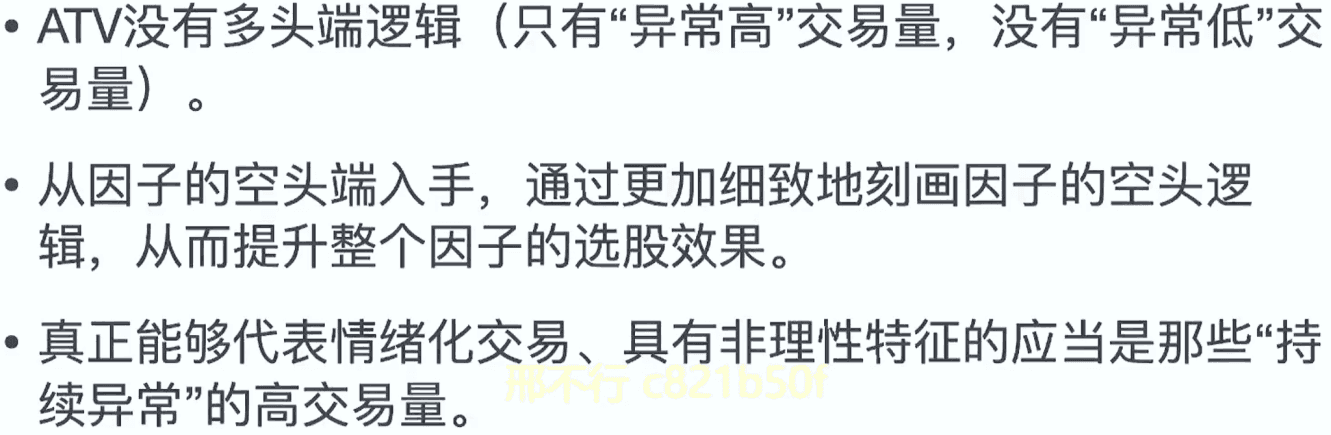 • ATV没有多头端逻辑（只有“异常高”交易量，没有“异常低”交
易量）。
• 从因子的空头端入手，通过更加细致地刻画因子的空头逻
辑，从而提升整个因子的选股效果。
• 真正能够代表情绪化交易、具有非理性特征的应当是那些“持
邢不行 c821b50f
续异常”的高交易量。